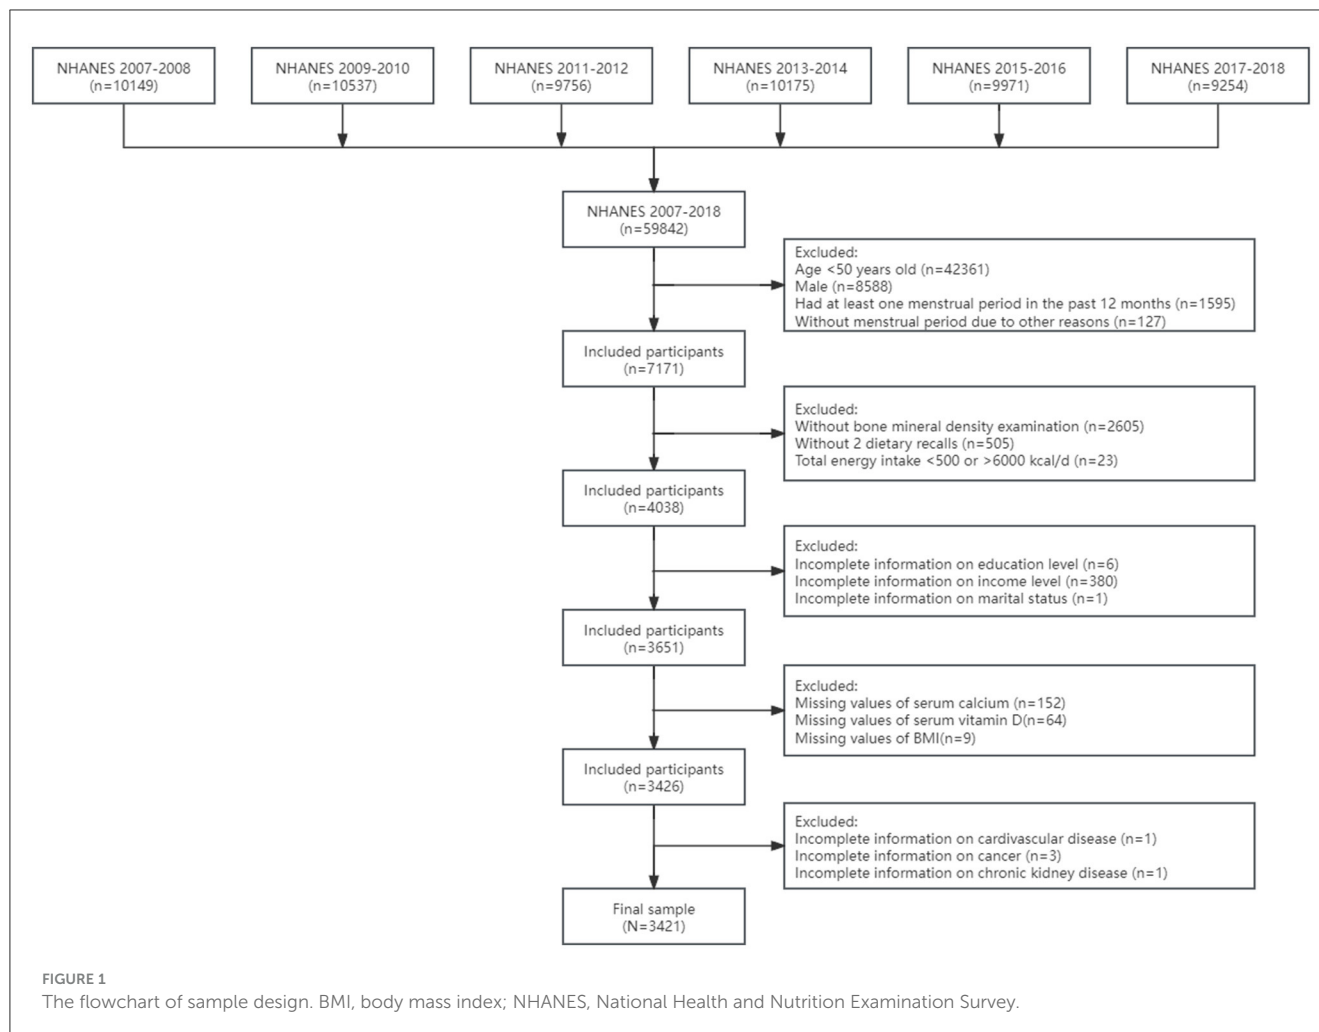 NHANES 2007-2008
(n=10149)
NHANES 2009-2010
(n=10537)
NHANES 2011-2012
(n=9756)
NHANES 2013-2014
(n=10175)
NHANES 2015-2016
(n=9971)
NHANES 2017-2018
(n=9254)
NHANES 2007-2018
(n=59842)
Excluded:
Age <50 years old (n=42361)
Male (n=8588)
Had at least one menstrual period in the past 12 months (n=1595)
Without menstrual period due to other reasons (n=127)
Included participants
(n=7171)
Excluded:
Without bone mineral density examination (n=2605)
Without 2 dietary recalls (n=505)
Total energy intake <500 or >6000 kcal/d (n=23)
Included participants
(n=4038)
Excluded:
Incomplete information on education level (n=6)
Incomplete information on income level (n=380)
Incomplete information on marital status (n=1)
Included participants
(n=3651)
Excluded:
Missing values of serum calcium (n=152)
Missing values of serum vitamin D(n=64)
Missing values of BMI(n=9)
Included participants
(n=3426)
Excluded:
Incomplete information on cardivascular disease (n=1)
Incomplete information on cancer (n=3)
Incomplete information on chronic kidney disease (n=1)
Final sample
(N=3421)
FIGURE 1
The flowchart of sample design. BMI, body mass index; NHANES, National Health and Nutrition Examination Survey.